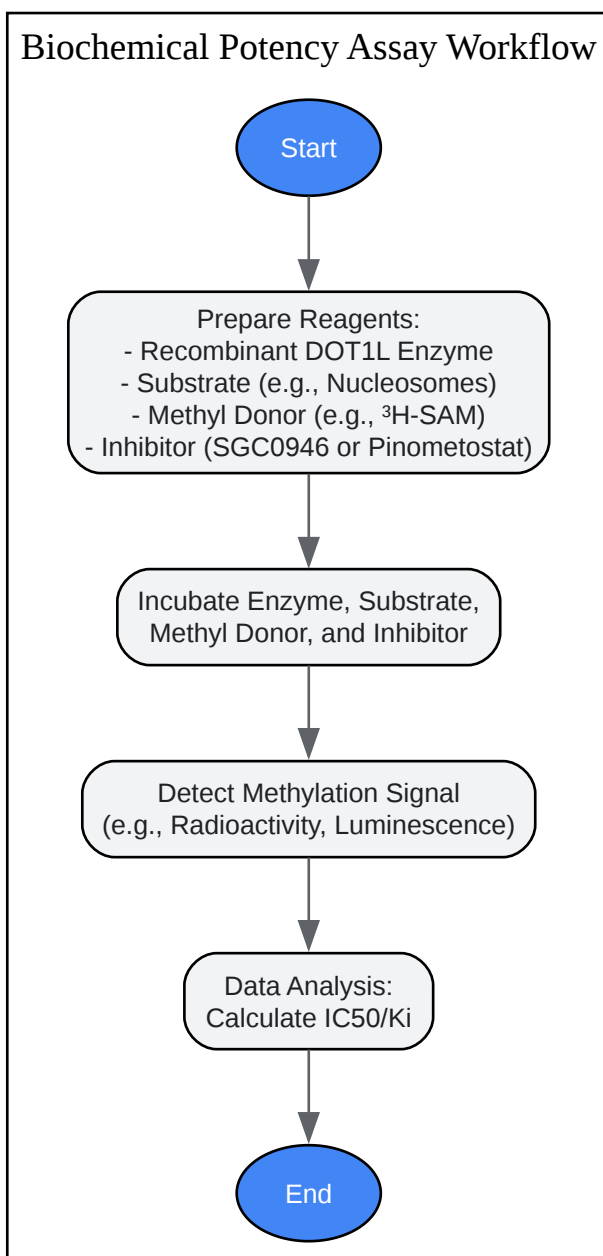 Biochemical Potency Assay Workflow
Start
Prepare Reagents:
- Recombinant DOT1L Enzyme
- Substrate (e.g., Nucleosomes)
- Methyl Donor (e.g., ³H-SAM)
- Inhibitor (SGC0946 or Pinometostat)
Incubate Enzyme, Substrate,
Methyl Donor, and Inhibitor
Detect Methylation Signal
(e.g., Radioactivity, Luminescence)
Data Analysis:
Calculate IC50/Ki
End